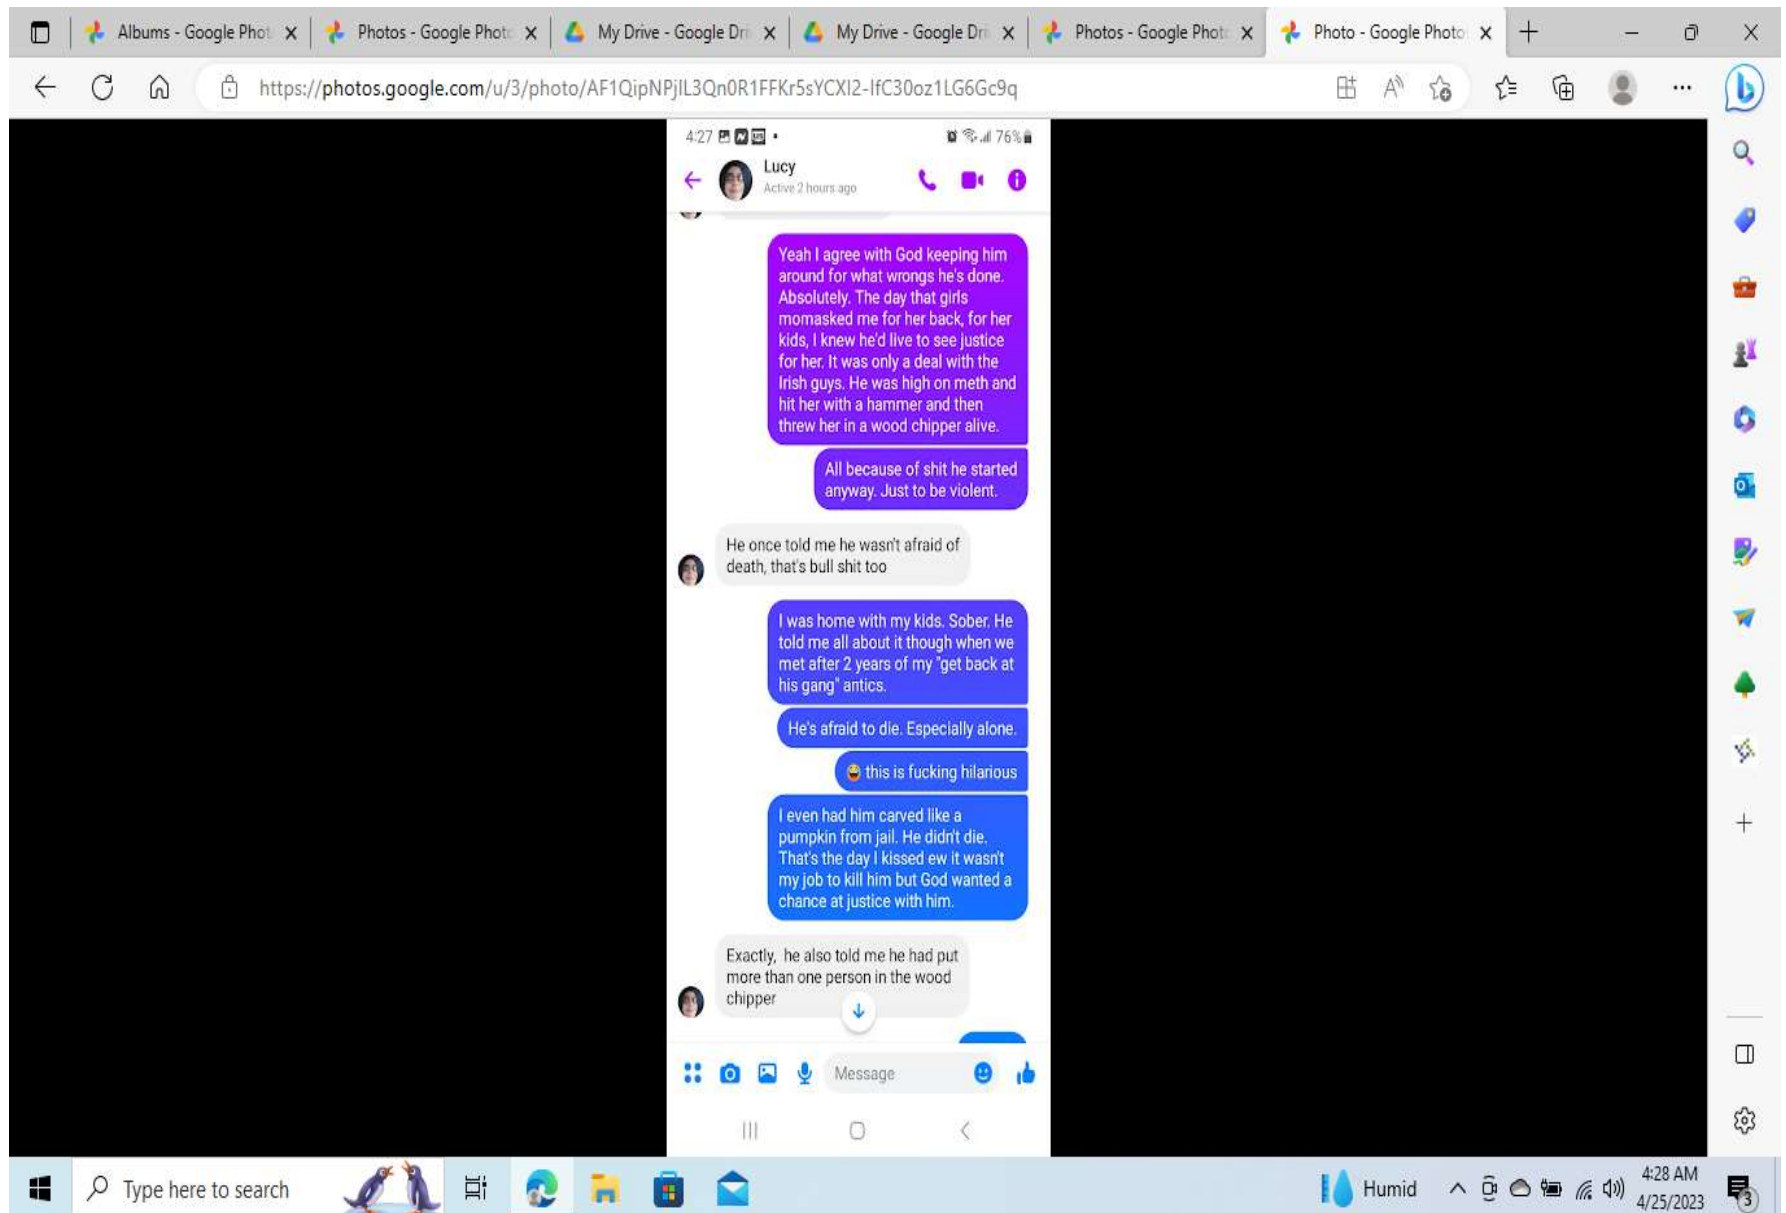 Albums - Google Phot
Photos - Google Phot
My Drive - Google Dri
My Drive - Google Dri
Photos - Google Phot
Photo - Google Photo
https://photos.google.com/u/3/photo/AF1QipNPjIL3Qn0R1FFKr5sYCXI2-IfC30oz1LG6Gc9q
4:27
76%
Lucy
Active 2 hours ago
Yeah I agree with God keeping him
around for what wrongs he's done.
Absolutely. The day that girls
momasked me for her back, for her
kids, I knew he'd live to see justice
for her. It was only a deal with the
Irish guys. He was high on meth and
hit her with a hammer and then
threw her in a wood chipper alive.
All because of shit he started
anyway. Just to be violent.
He once told me he wasn't afraid of
death, that's bull shit too
I was home with my kids. Sober. He
told me all about it though when we
met after 2 years of my "get back at
his gang" antics.
He's afraid to die. Especially alone.
😂 this is fucking hilarious
I even had him carved like a
pumpkin from jail. He didn't die.
That's the day I kissed ew it wasn't
my job to kill him but God wanted a
chance at justice with him.
Exactly, he also told me he had put
more than one person in the wood
chipper
Message
Type here to search
Humid
4:28 AM
4/25/2023
3